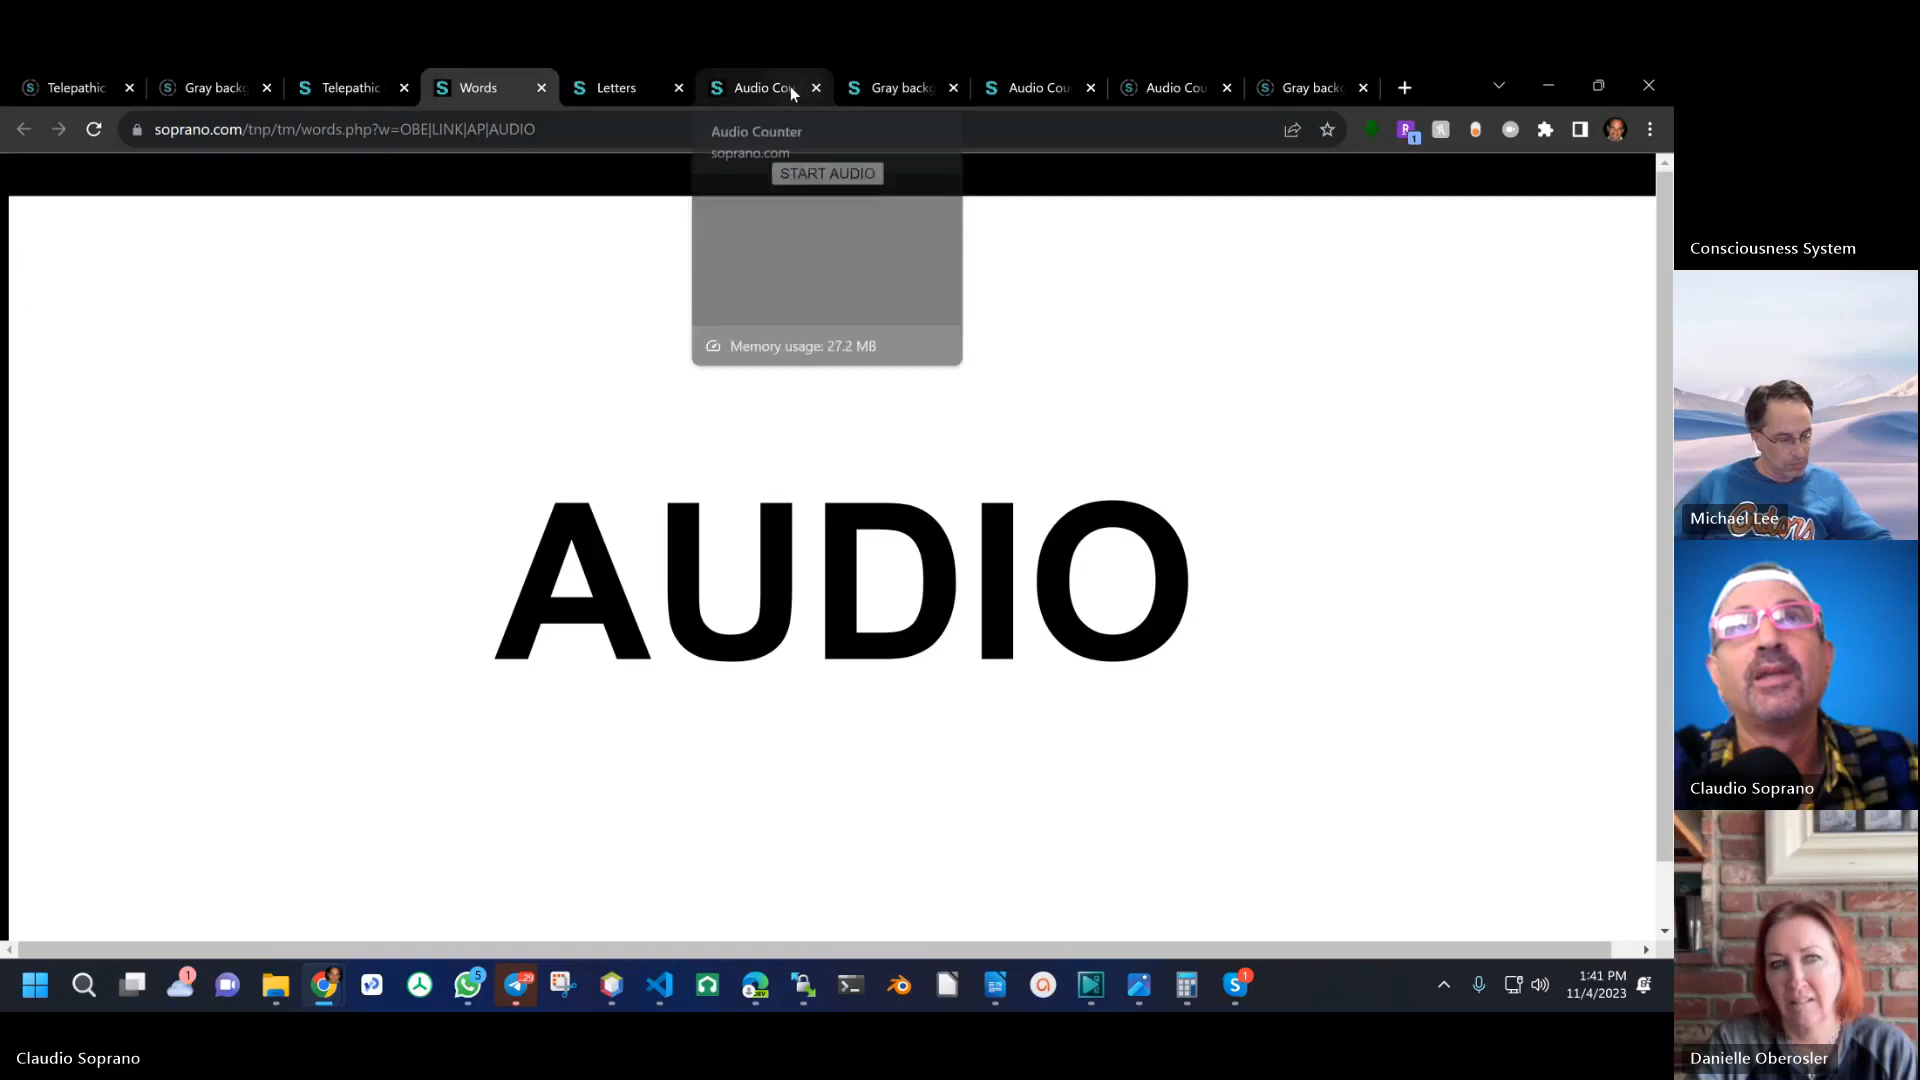 Telepathic
Gray backg
Telepathic
Words
Letters
Audio Co
Gray backg
Audio Cou
Audio Cou
Gray back
soprano.com/tnp/tm/words.php?w=OBE|LINK|AP|AUDIO
Audio Counter
soprano.com
START AUDIO
Memory usage: 27.2 MB
AUDIO
Consciousness System
Michael Lee
Claudio Soprano
Danielle Oberosler
1:41 PM
11/4/2023
Claudio Soprano